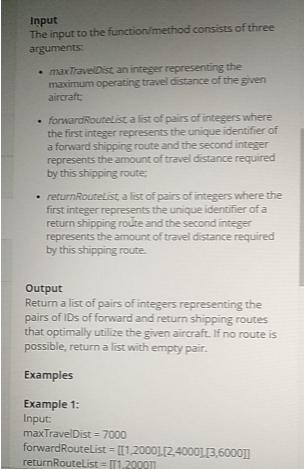 Input
The input to the function/method consists of three
arguments:
• maxTravelDist, an integer representing the
maximum operating travel distance of the given
aircraft;
• forwardRouteList, a list of pairs of integers where
the first integer represents the unique identifier of
a forward shipping route and the second integer
represents the amount of travel distance required
by this shipping route;
• returnRouteList, a list of pairs of integers where the
first integer represents the unique identifier of a
return shipping route and the second integer
represents the amount of travel distance required
by this shipping route.
Output
Return a list of pairs of integers representing the
pairs of IDs of forward and return shipping routes
that optimally utilize the given aircraft. If no route is
possible, return a list with empty pair.
Examples
Example 1:
Input:
maxTravelDist = 7000
forwardRouteList = [[1,2000],[2,4000],[3,6000]]
returnRouteList = [[1,2000]]